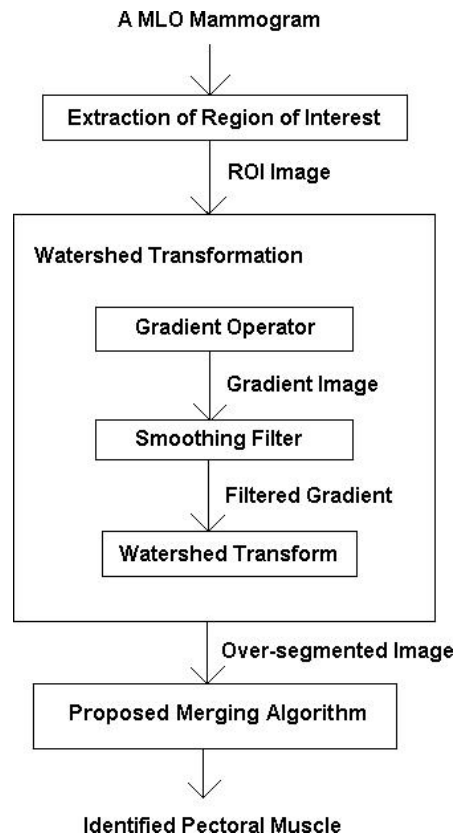 A MLO Mammogram
Extraction of Region of Interest
ROI Image
Watershed Transformation
Gradient Operator
Gradient Image
Smoothing Filter
Filtered Gradient
Watershed Transform
Over-segmented Image
Proposed Merging Algorithm
Identified Pectoral Muscle